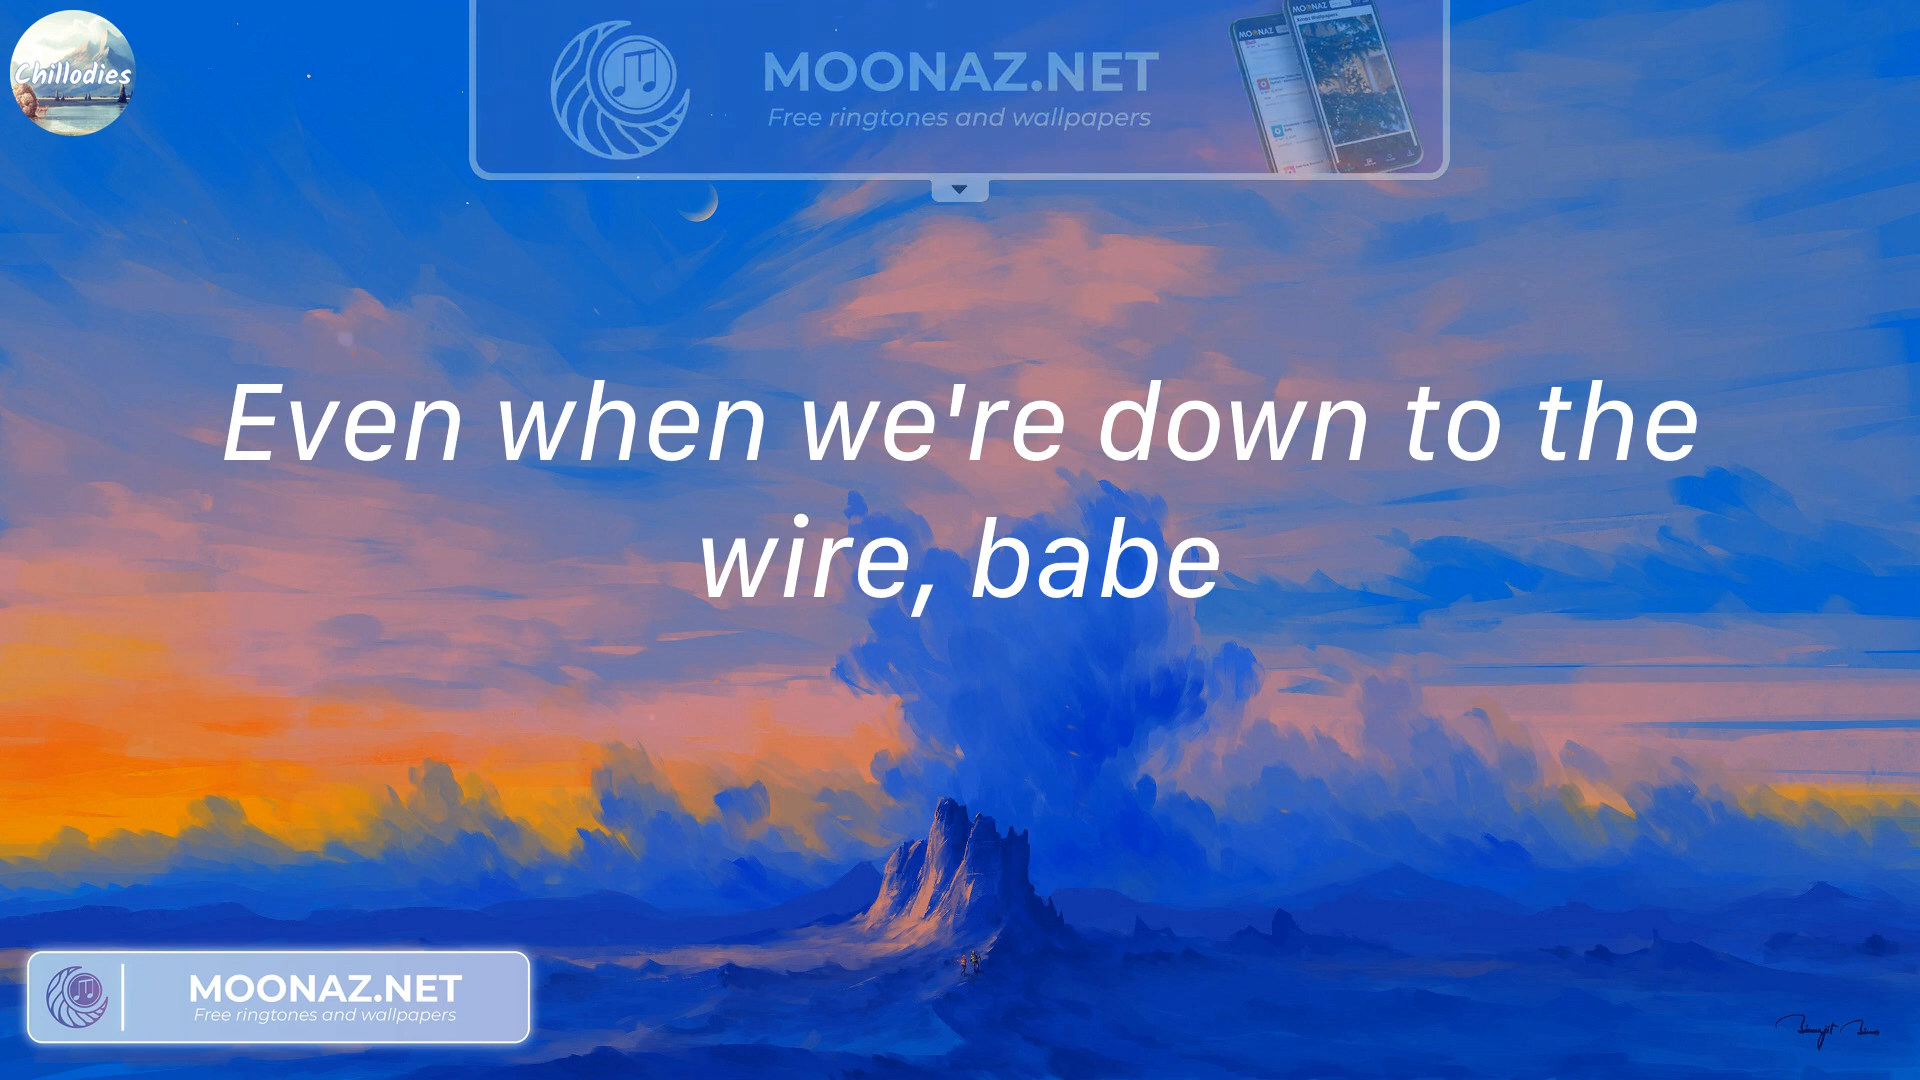 Chillodies
MOONAZ.NET
Free ringtones and wallpapers
Even when we're down to the
wire, babe
MOONAZ.NET
Free ringtones and wallpapers